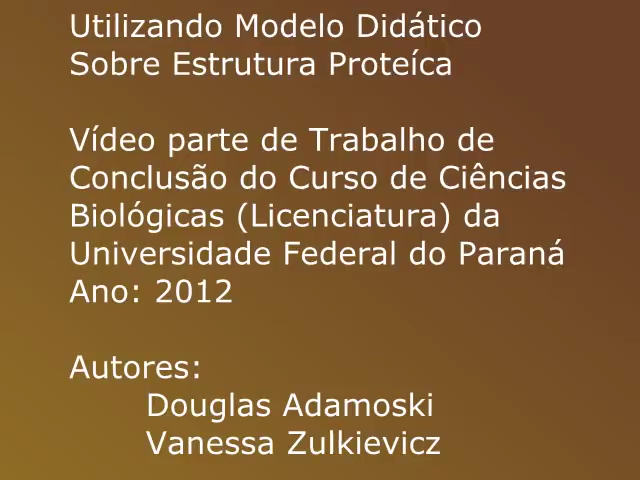 Utilizando Modelo Didático
Sobre Estrutura Proteíca
Vídeo parte de Trabalho de
Conclusão do Curso de Ciências
Biológicas (Licenciatura) da
Universidade Federal do Paraná
Ano: 2012
Autores:
Douglas Adamoski
Vanessa Zulkievicz